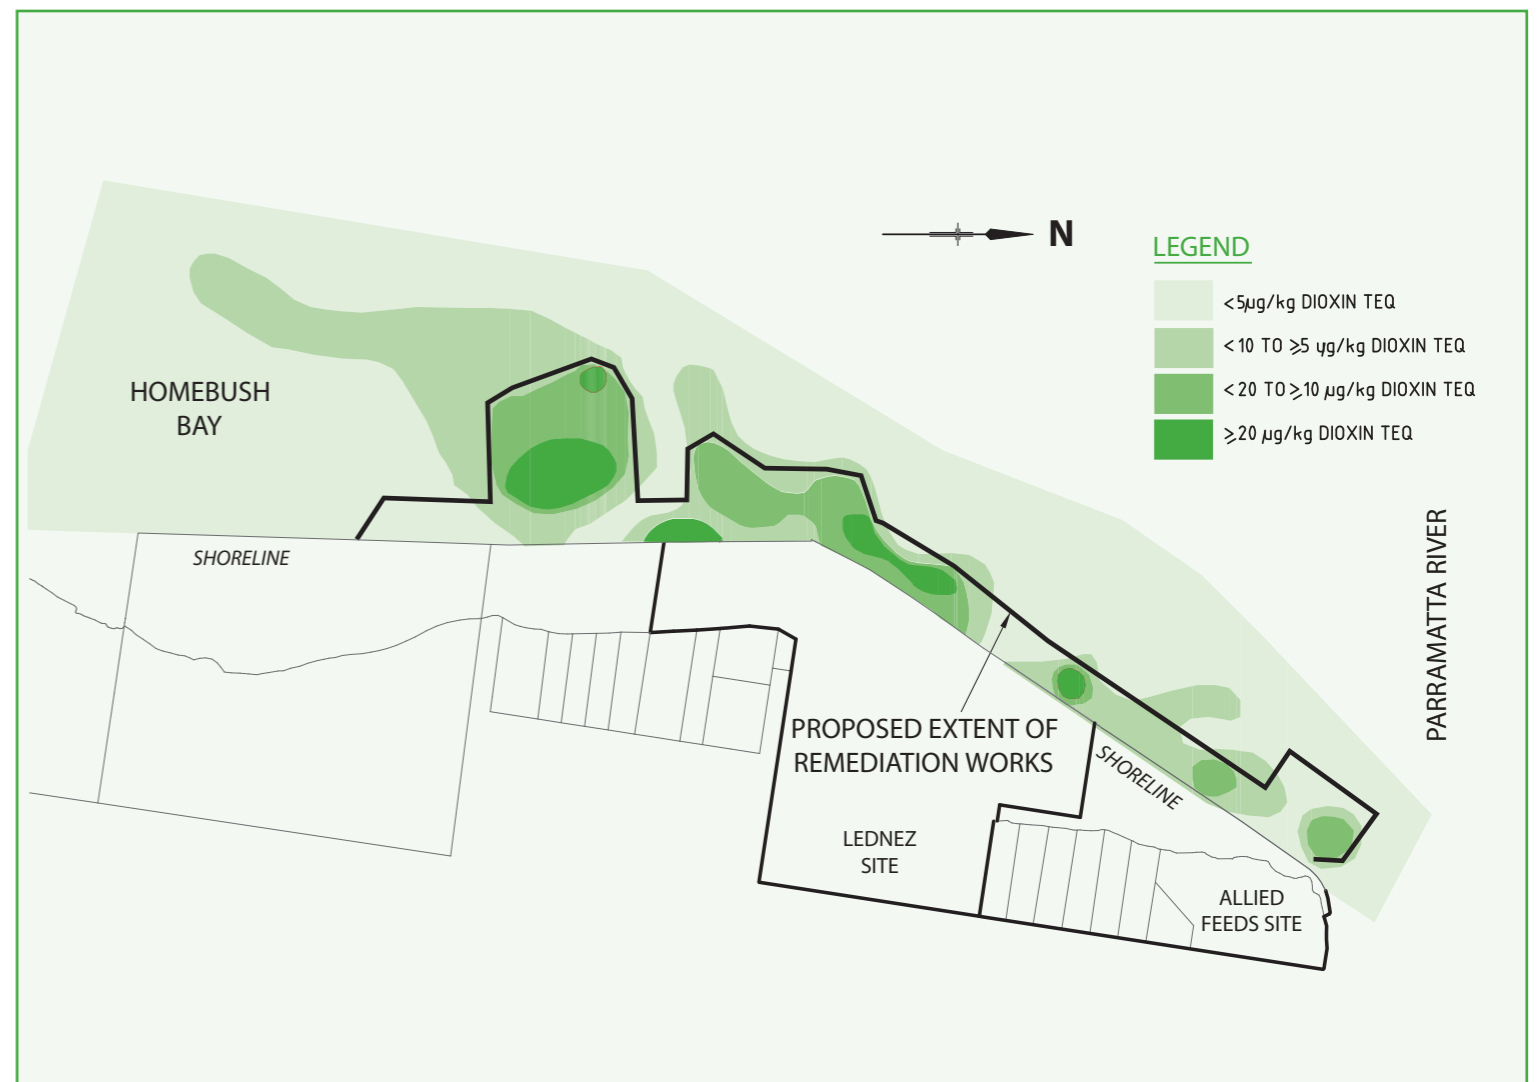 N
LEGEND
<5µg/kg DIOXIN TEQ
<10 TO ≥5 ug/kg DIOXIN TEQ
<20 TO ≥10 µg/kg DIOXIN TEQ
≥20 µg/kg DIOXIN TEQ
HOMEBUSH
BAY
SHORELINE
PARRAMATTA RIVER
PROPOSED EXTENT OF
REMEDIATION WORKS
SHORELINE
LEDNEZ
SITE
ALLIED
FEEDS SITE